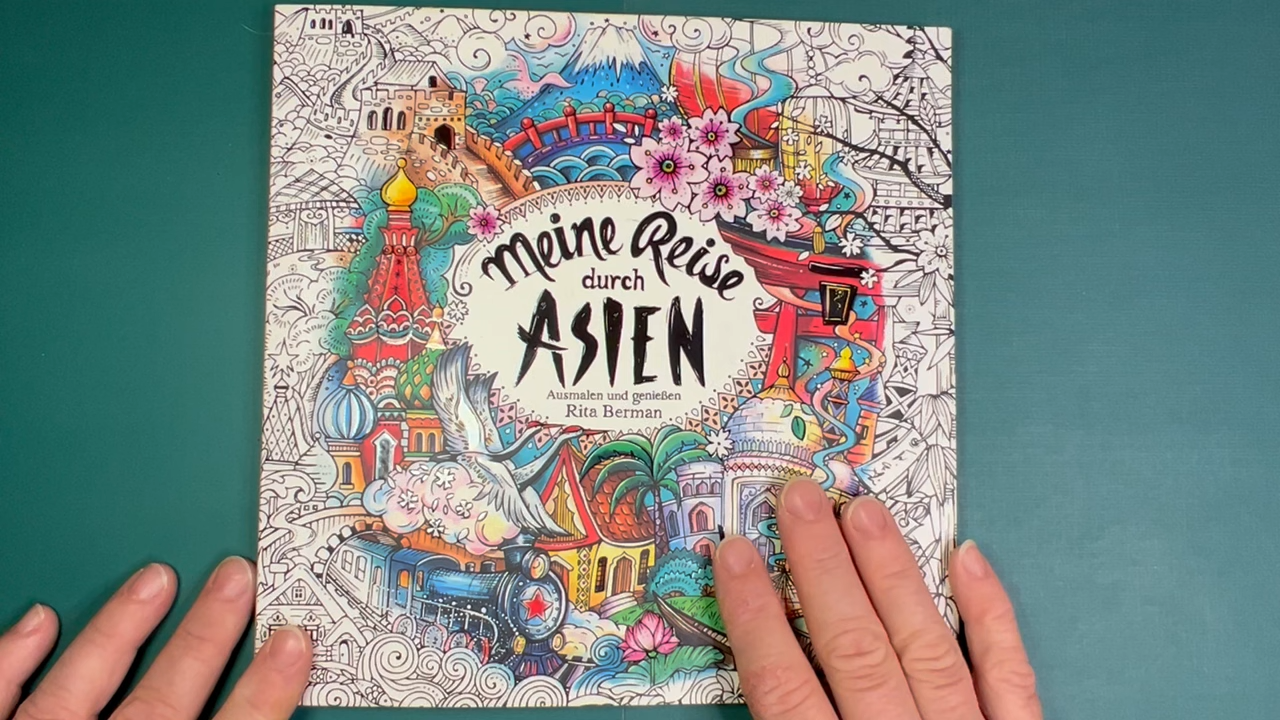 Meine Reise
durch
ASIEN
Ausmalen und genießen
Rita Berman